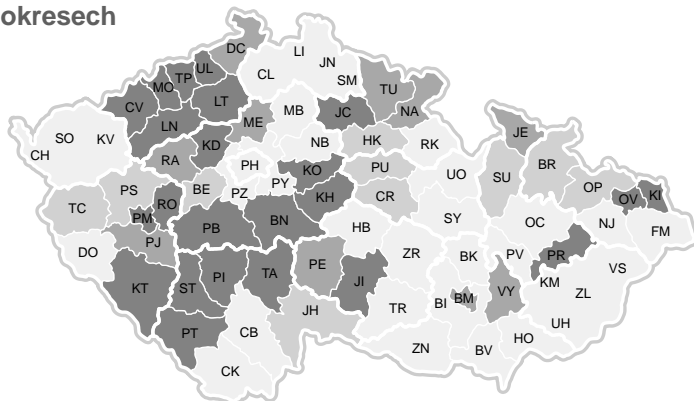 okresech
DC
LI
JN
UL
TP
MO
CL
SM
TU
CV
LT
MB
JC
NA
LN
ME
JE
SO
KV
KD
NB
HK
RK
CH
RA
PH
KO
PU
UO
SU
BR
OP
OV
KI
PS
BE
PZ
PY
KH
CR
TC
RO
PM
SY
OC
NJ
FM
DO
PJ
PB
BN
HB
ZR
BK
PV
PR
VS
KT
ST
PI
TA
PE
JI
BI
BM
VY
KM
ZL
TR
JH
PT
CB
UH
HO
ZN
BV
CK